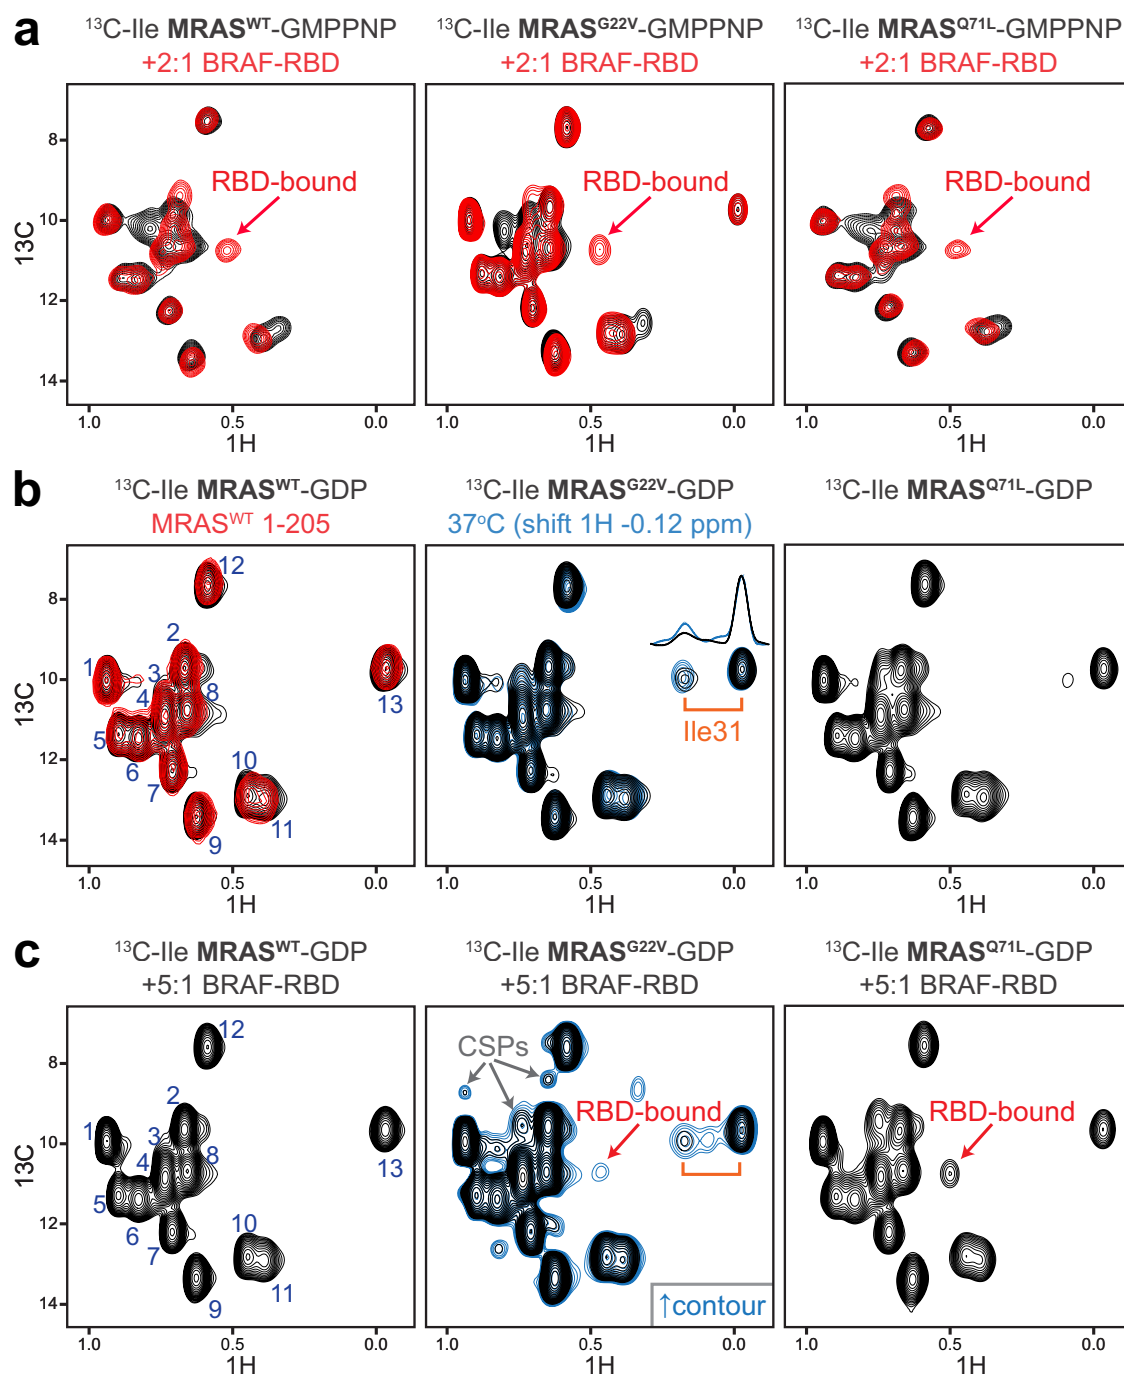 a
¹³C-Ile MRASᵂᵀ-GMPPNP
+2:1 BRAF-RBD
¹³C-Ile MRASᴳ²²ⱽ-GMPPNP
+2:1 BRAF-RBD
¹³C-Ile MRAS^Q71L-GMPPNP
+2:1 BRAF-RBD
RBD-bound
RBD-bound
RBD-bound
13C
8
10
12
14
1.0 0.5 0.0
1H
1.0 0.5 0.0
1H
1.0 0.5 0.0
1H
b
¹³C-Ile MRASᵂᵀ-GDP
MRASᵂᵀ 1-205
¹³C-Ile MRASᴳ²²ⱽ-GDP
37°C (shift 1H -0.12 ppm)
¹³C-Ile MRAS^Q71L-GDP
12
2
1
3
4
8
13
5
6
7
10
11
9
Ile31
13C
8
10
12
14
1.0 0.5 0.0
1H
1.0 0.5 0.0
1H
1.0 0.5 0.0
1H
c
¹³C-Ile MRASᵂᵀ-GDP
+5:1 BRAF-RBD
¹³C-Ile MRASᴳ²²ⱽ-GDP
+5:1 BRAF-RBD
¹³C-Ile MRAS^Q71L-GDP
+5:1 BRAF-RBD
12
2
1
3
4
8
13
5
6
7
10
11
9
CSPs
RBD-bound
↑contour
RBD-bound
13C
8
10
12
14
1.0 0.5 0.0
1H
1.0 0.5 0.0
1H
1.0 0.5 0.0
1H